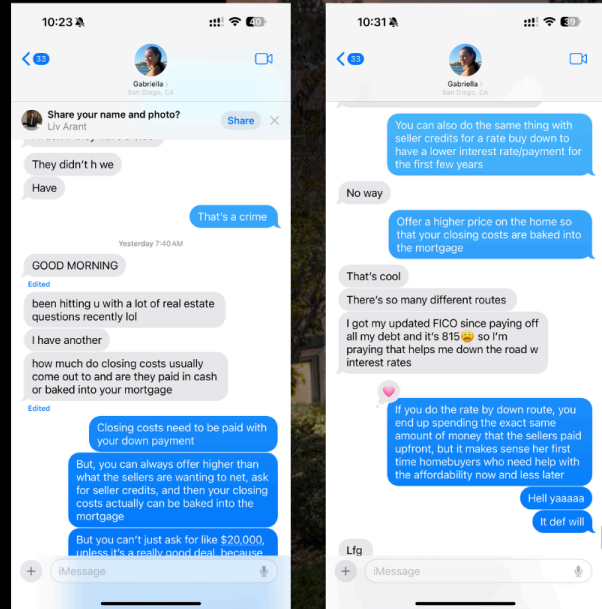 10:23
40
33
Gabriella
San Diego, CA
Share your name and photo?
Liv Arant
Share
They didn't h we
Have
That's a crime
Yesterday 7:40 AM
GOOD MORNING
Edited
been hitting u with a lot of real estate
questions recently lol
I have another
how much do closing costs usually
come out to and are they paid in cash
or baked into your mortgage
Edited
Closing costs need to be paid with
your down payment
But, you can always offer higher than
what the sellers are wanting to net, ask
for seller credits, and then your closing
costs actually can be baked into the
mortgage
But you can't just ask for like $20,000,
unless it's a really good deal, because
iMessage
10:31
39
33
Gabriella
San Diego, CA
You can also do the same thing with
seller credits for a rate buy down to
have a lower interest rate/payment for
the first few years
No way
Offer a higher price on the home so
that your closing costs are baked into
the mortgage
That's cool
There's so many different routes
I got my updated FICO since paying off
all my debt and it's 815😩 so I'm
praying that helps me down the road w
interest rates
If you do the rate by down route, you
end up spending the exact same
amount of money that the sellers paid
upfront, but it makes sense her first
time homebuyers who need help with
the affordability now and less later
Hell yaaaaa
It def will
Lfg
iMessage